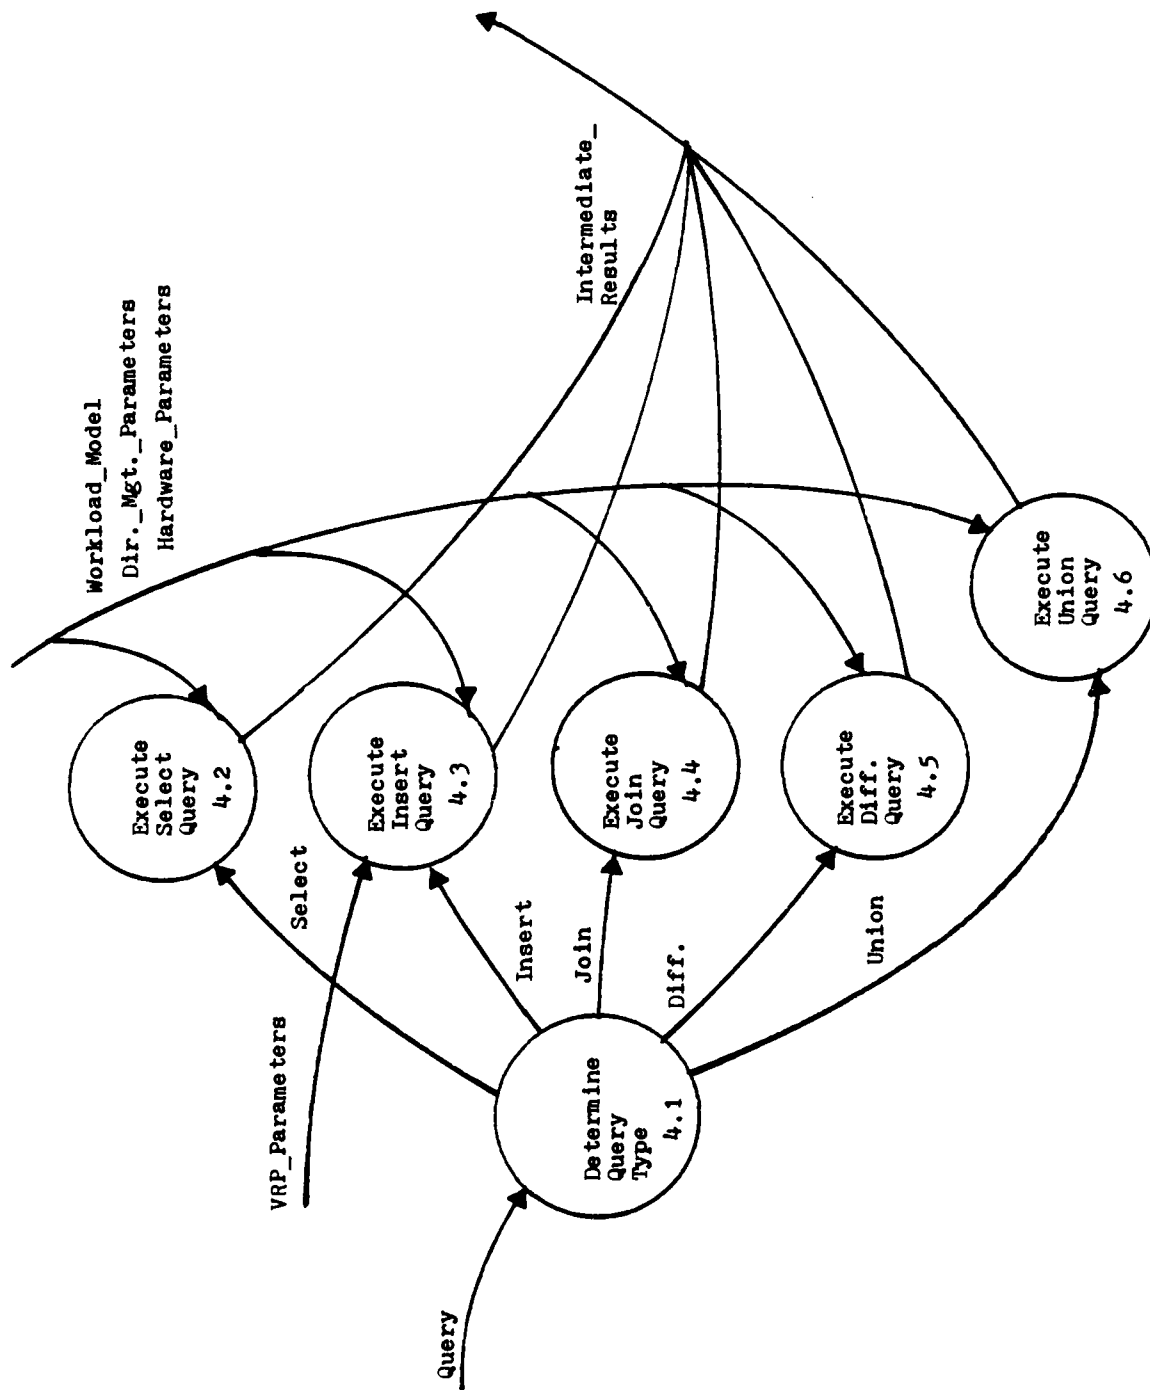 Workload_Model
Dir._Mgt._Parameters
Hardware_Parameters
Execute
Select
Query
4.2
Select
VRP_Parameters
Execute
Insert
Query
4.3
Insert
Intermediate_
Results
Query
Determine
Query
Type
4.1
Join
Execute
Join
Query
4.4
Diff.
Execute
Diff.
Query
4.5
Union
Execute
Union
Query
4.6